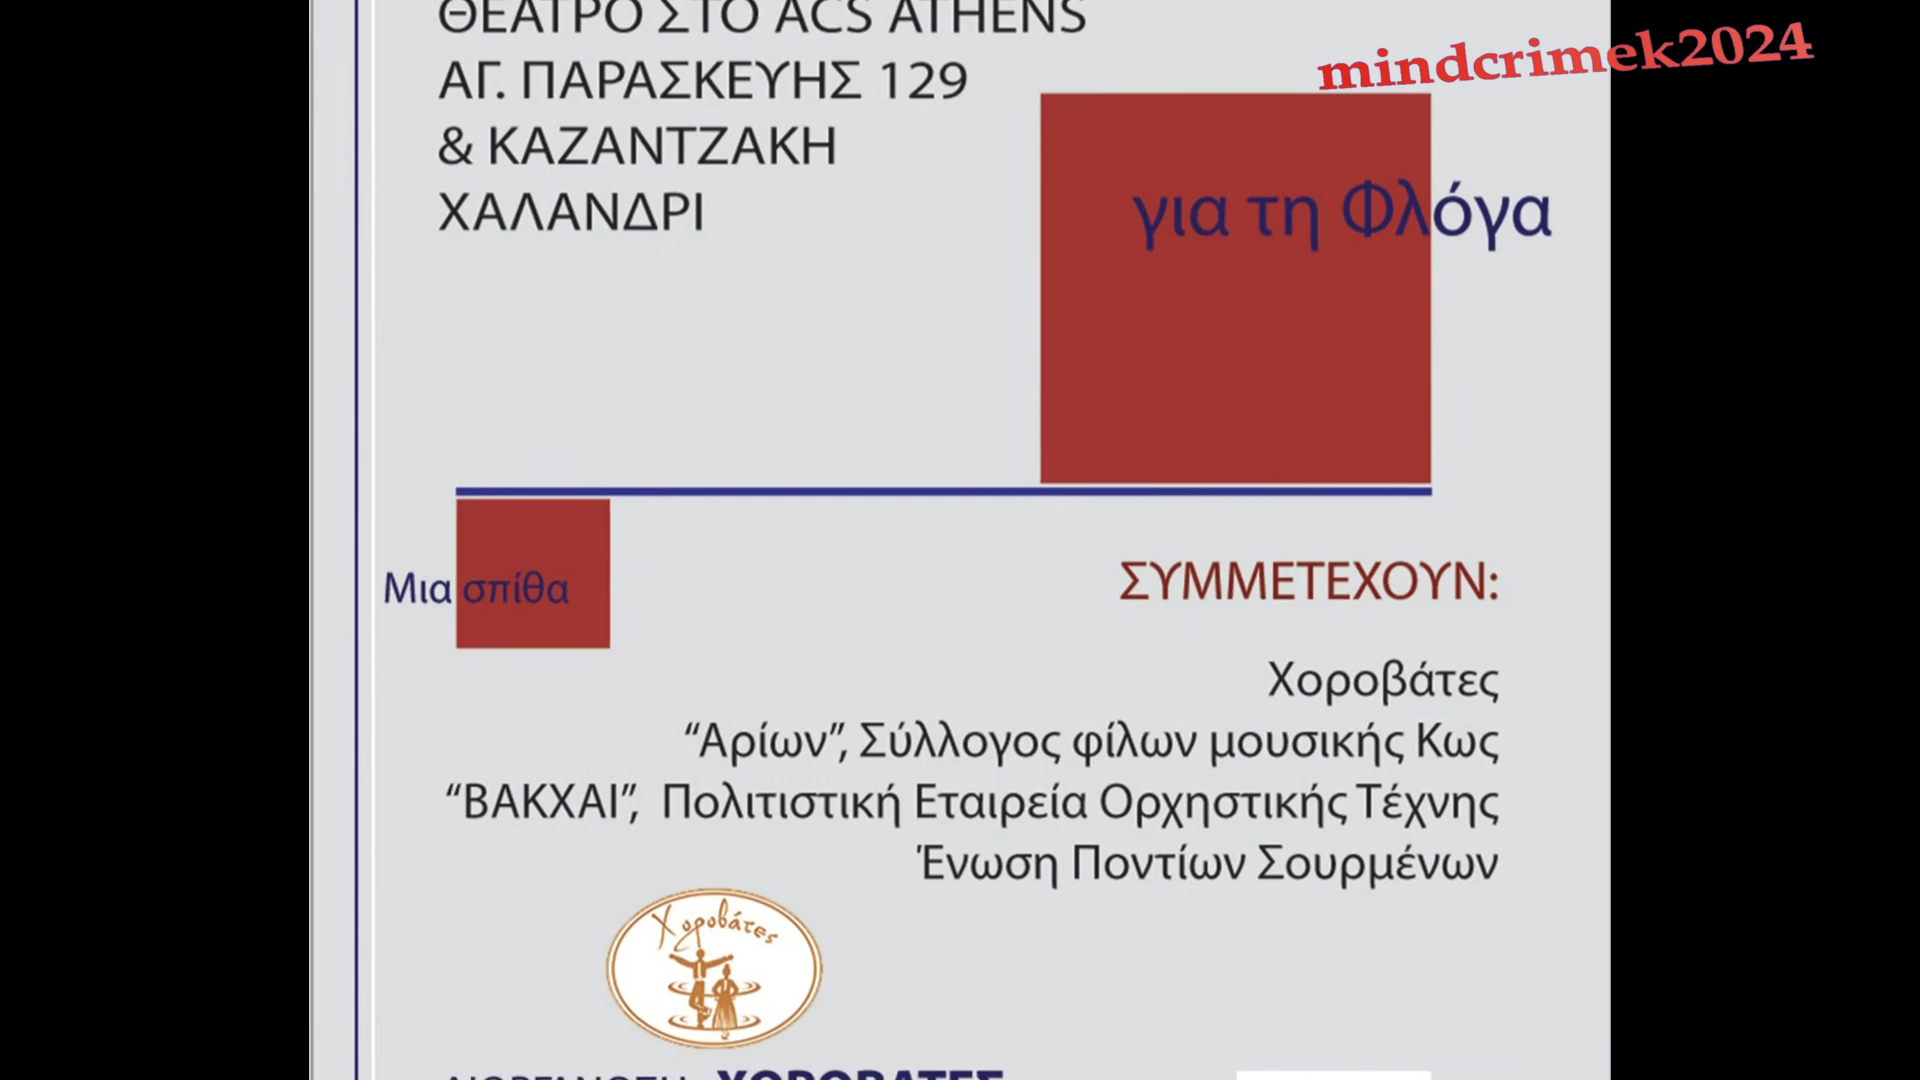 ΘΕΑΤΡΟ ΣΤΟ ACS ATHENS
mindcrimek2024
ΑΓ. ΠΑΡΑΣΚΕΥΗΣ 129
& ΚΑΖΑΝΤΖΑΚΗ
ΧΑΛΑΝΔΡΙ
για τη Φλόγα
Μια σπίθα
ΣΥΜΜΕΤΕΧΟΥΝ:
Χοροβάτες
“Αρίων”, Σύλλογος φίλων μουσικής Κως
“ΒΑΚΧΑΙ”, Πολιτιστική Εταιρεία Ορχηστικής Τέχνης
Ένωση Ποντίων Σουρμένων
Χοροβάτες
ΧΟΡΟΒΑΤΕΣ